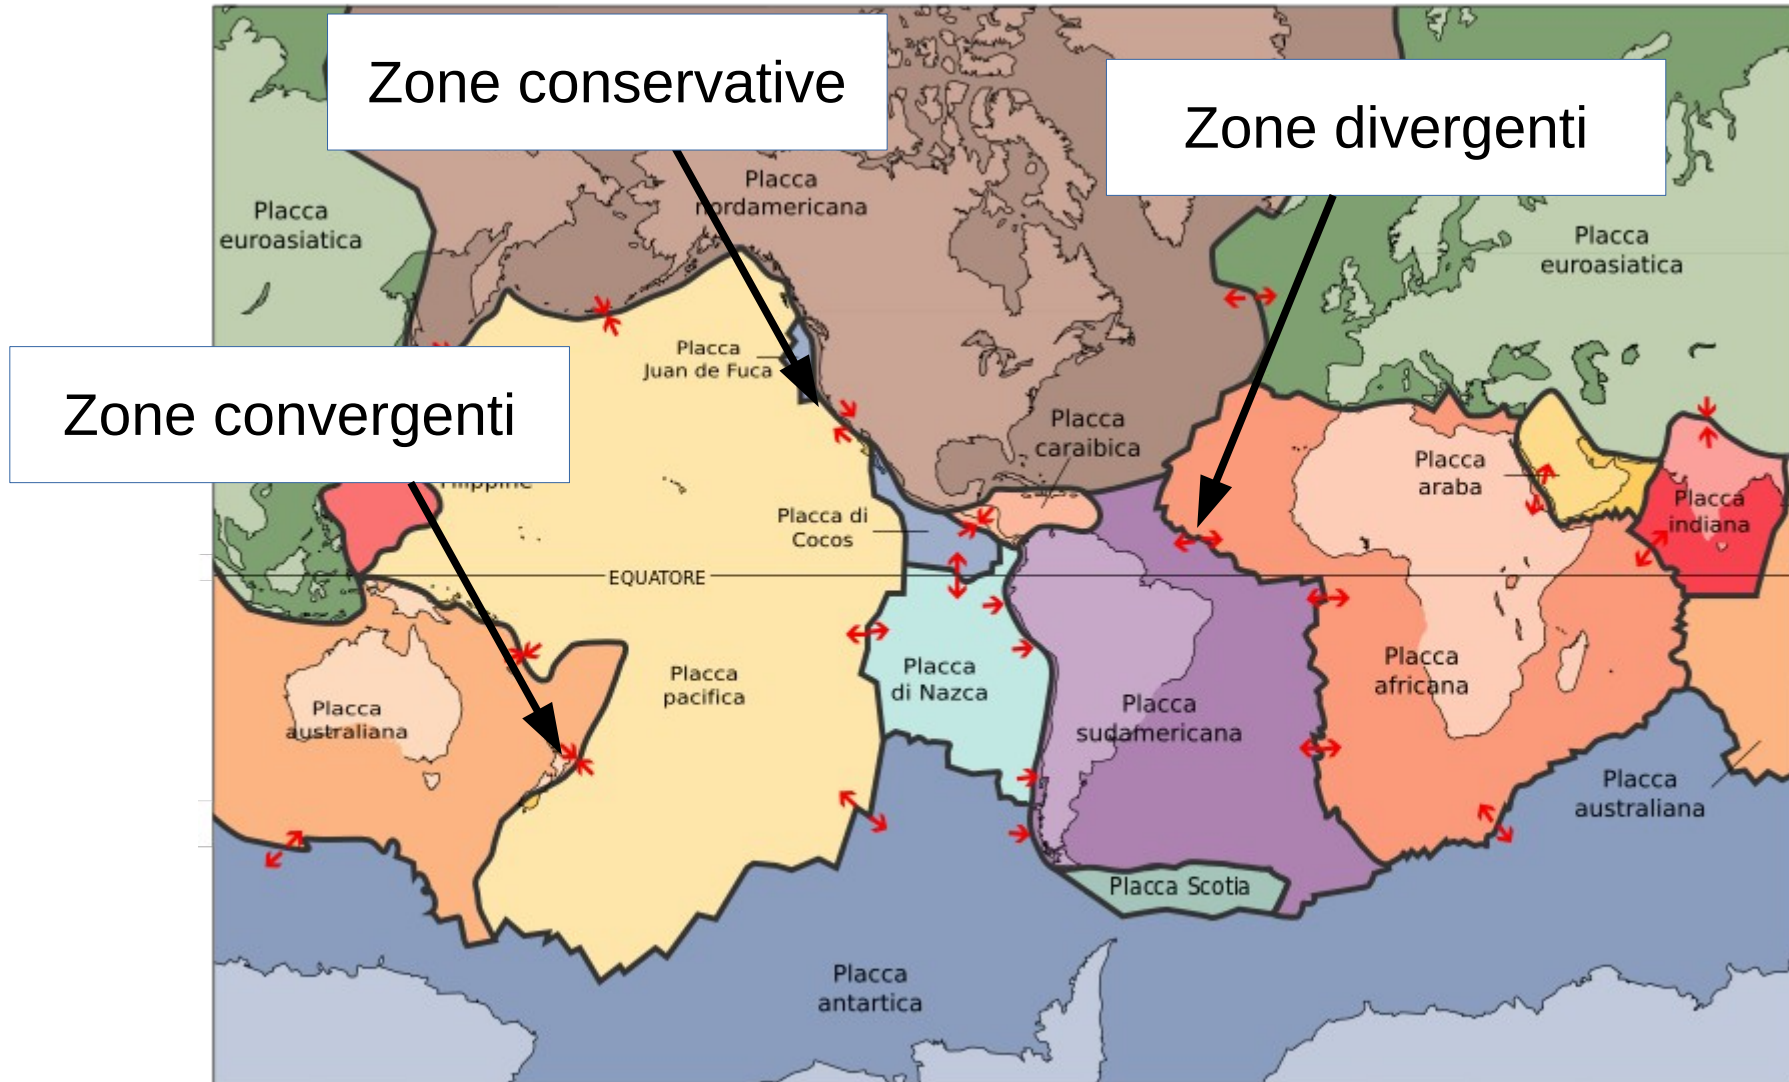 Zone conservative
Zone divergenti
Zone convergenti
Placca
nordamericana
Placca
euroasiatica
Placca
euroasiatica
Placca
Juan de Fuca
Placca
caraibica
Placca
araba
Filippine
Placca
indiana
Placca di
Cocos
EQUATORE
Placca
pacifica
Placca
di Nazca
Placca
africana
Placca
australiana
Placca
sudamericana
Placca
australiana
Placca Scotia
Placca
antartica